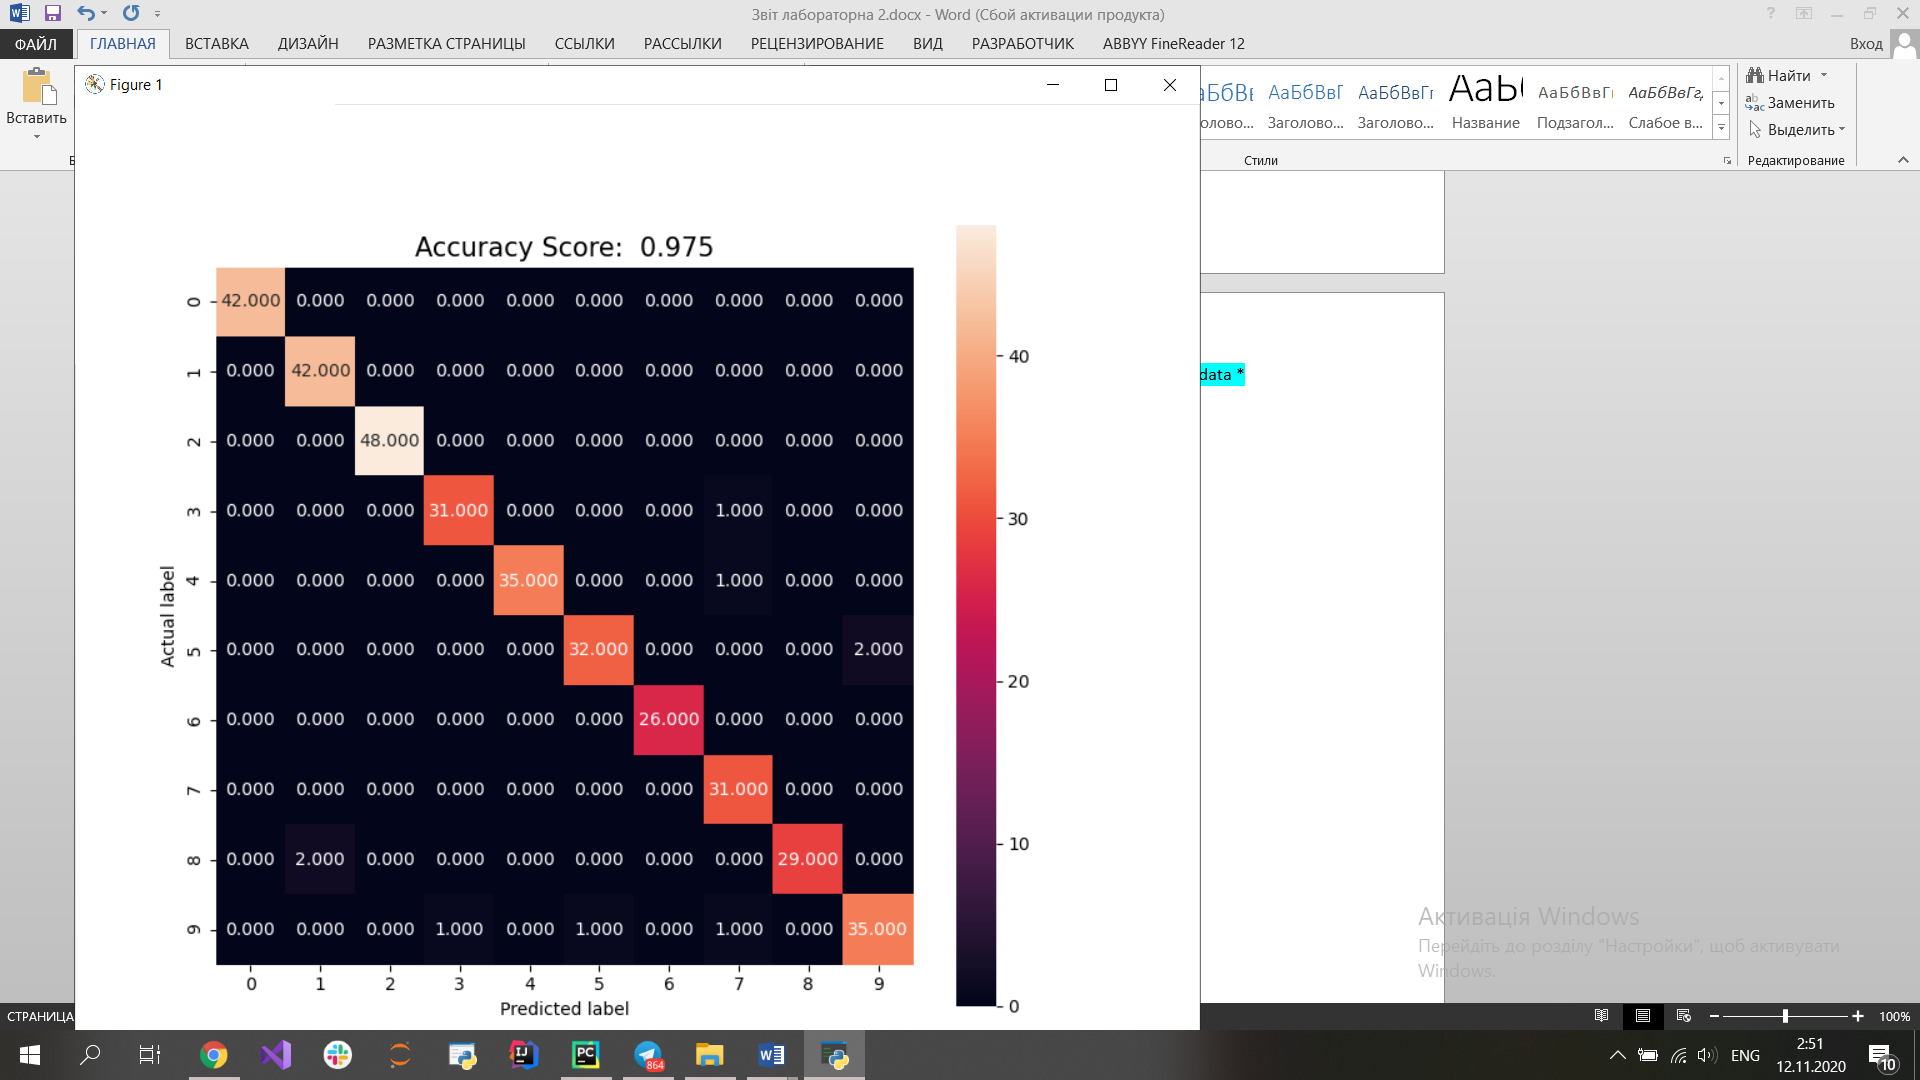 Звіт лабораторна 2.docx - Word (Сбой активации продукта)
ФАЙЛ ГЛАВНАЯ ВСТАВКА ДИЗАЙН РАЗМЕТКА СТРАНИЦЫ ССЫЛКИ РАССЫЛКИ РЕЦЕНЗИРОВАНИЕ ВИД РАЗРАБОТЧИК ABBYY FineReader 12 Вход
Вставить
Figure 1
АаБбВвГ АаБбВвГг АаБбВвГг,
Заголово... Заголово... Название Подзагол... Слабое в...
Стили
Найти
Заменить
Выделить
Редактирование
data *
Accuracy Score: 0.975
0 42.000 0.000 0.000 0.000 0.000 0.000 0.000 0.000 0.000 0.000
1 0.000 42.000 0.000 0.000 0.000 0.000 0.000 0.000 0.000 0.000
2 0.000 0.000 48.000 0.000 0.000 0.000 0.000 0.000 0.000 0.000
3 0.000 0.000 0.000 31.000 0.000 0.000 0.000 1.000 0.000 0.000
4 0.000 0.000 0.000 0.000 35.000 0.000 0.000 1.000 0.000 0.000
5 0.000 0.000 0.000 0.000 0.000 32.000 0.000 0.000 0.000 2.000
6 0.000 0.000 0.000 0.000 0.000 0.000 26.000 0.000 0.000 0.000
7 0.000 0.000 0.000 0.000 0.000 0.000 0.000 31.000 0.000 0.000
8 0.000 2.000 0.000 0.000 0.000 0.000 0.000 0.000 29.000 0.000
9 0.000 0.000 0.000 1.000 0.000 1.000 0.000 1.000 0.000 35.000
0 1 2 3 4 5 6 7 8 9
Predicted label
Actual label
40
30
20
10
0
Активація Windows
Перейдіть до розділу "Настройки", щоб активувати
Windows.
СТРАНИЦА
100%
864
ENG
2:51
12.11.2020
10